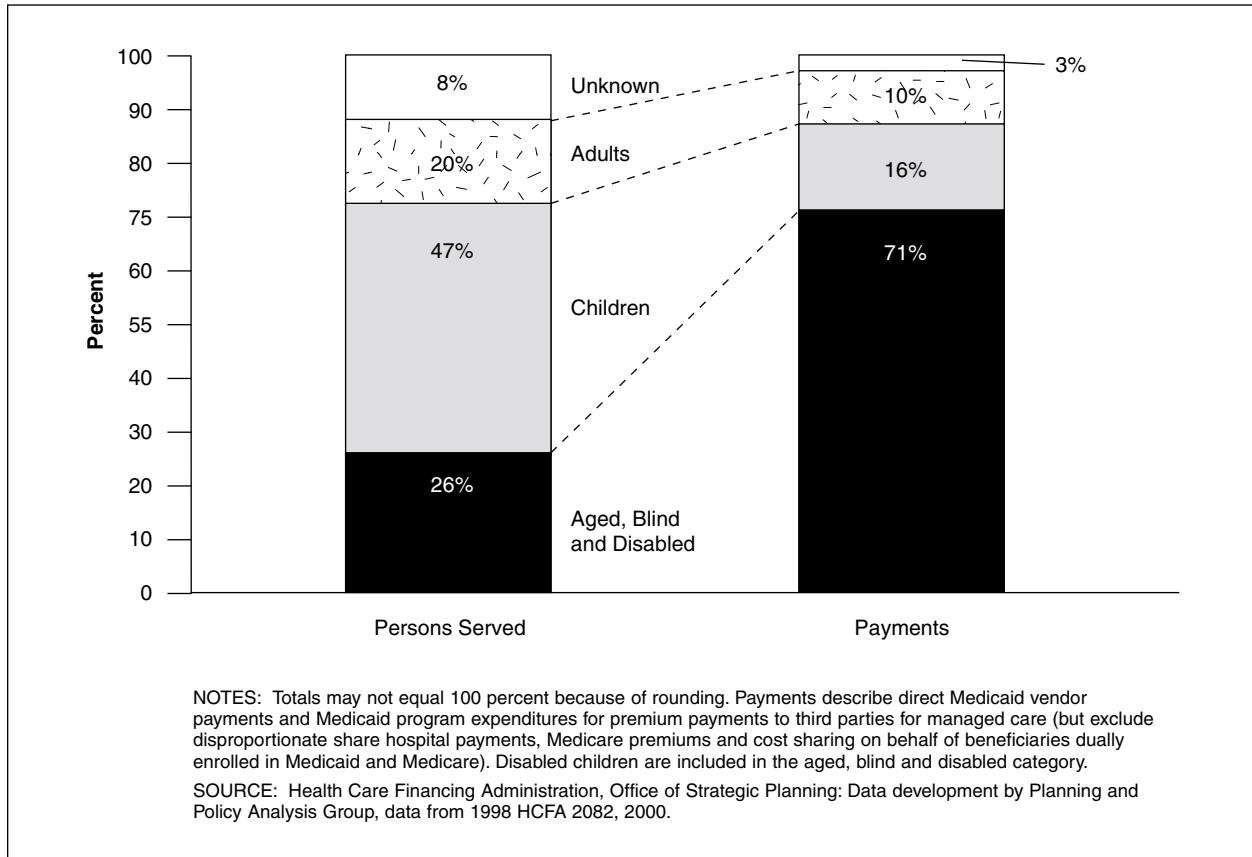 100
90
80
75
60
55
40
30
20
10
0
Percent
8%
20%
47%
26%
Unknown
Adults
Children
Aged, Blind
and Disabled
3%
10%
16%
71%
Persons Served
Payments
NOTES: Totals may not equal 100 percent because of rounding. Payments describe direct Medicaid vendor
payments and Medicaid program expenditures for premium payments to third parties for managed care (but exclude
disproportionate share hospital payments, Medicare premiums and cost sharing on behalf of beneficiaries dually
enrolled in Medicaid and Medicare). Disabled children are included in the aged, blind and disabled category.
SOURCE: Health Care Financing Administration, Office of Strategic Planning: Data development by Planning and
Policy Analysis Group, data from 1998 HCFA 2082, 2000.